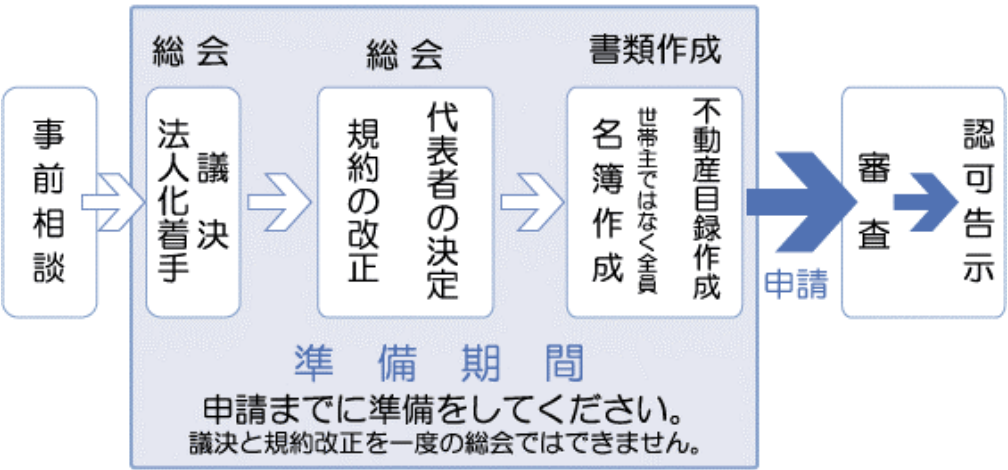 事前相談
総会
法人化着手
議決
総会
規約の改正
代表者の決定
書類作成
名簿作成
世帯主ではなく全員
不動産目録作成
申請
審査
認可告示
準備期間
申請までに準備をしてください。
議決と規約改正を一度の総会ではできません。